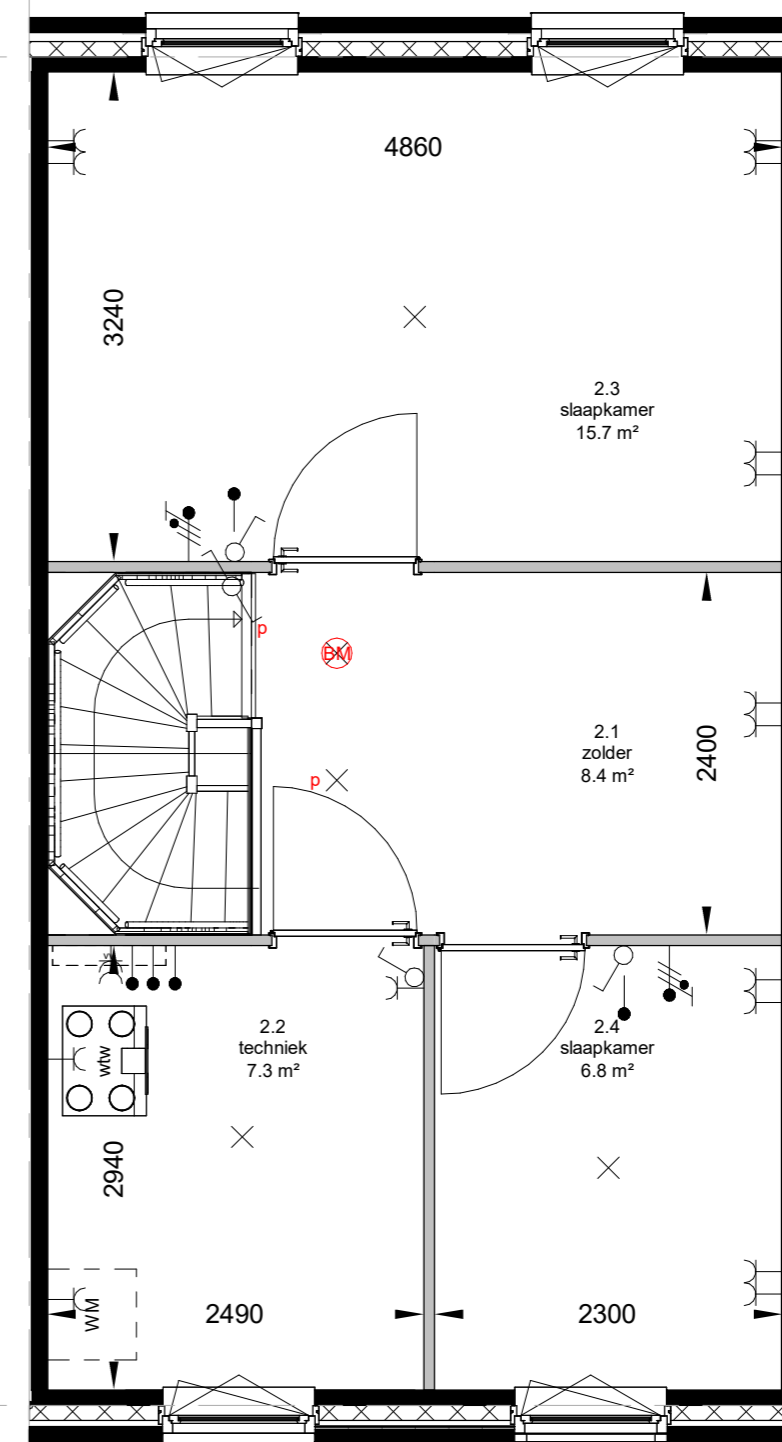 4860
3240
2.3
slaapkamer
15.7 m²
p
BM
2.1
zolder
8.4 m²
2400
p
2.2
techniek
7.3 m²
2.4
slaapkamer
6.8 m²
wtw
2940
WM
2490
2300